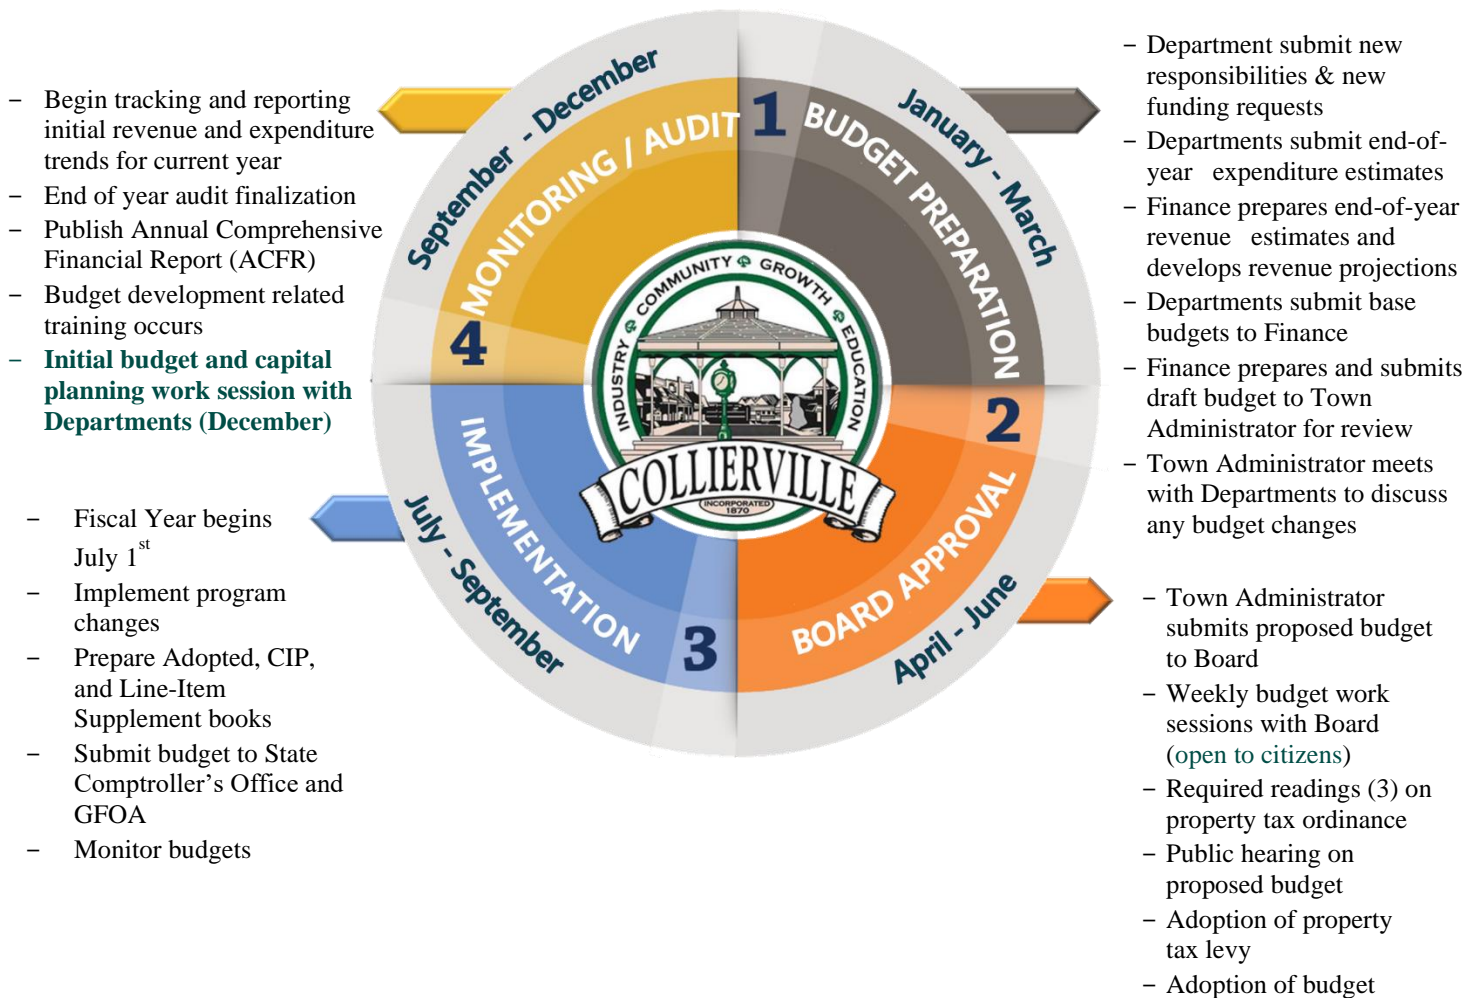 – Begin tracking and reporting
initial revenue and expenditure
trends for current year
– End of year audit finalization
– Publish Annual Comprehensive
Financial Report (ACFR)
– Budget development related
training occurs
– Initial budget and capital
planning work session with
Departments (December)
– Fiscal Year begins
July 1st
– Implement program
changes
– Prepare Adopted, CIP,
and Line-Item
Supplement books
– Submit budget to State
Comptroller’s Office and
GFOA
– Monitor budgets
September - December
MONITORING / AUDIT
4
1
BUDGET PREPARATION
January - March
INDUSTRY COMMUNITY GROWTH EDUCATION
COLLIERVILLE
INCORPORATED
1870
2
BOARD APPROVAL
April - June
3
IMPLEMENTATION
July - September
– Department submit new
responsibilities & new
funding requests
– Departments submit end-of-
year expenditure estimates
– Finance prepares end-of-year
revenue estimates and
develops revenue projections
– Departments submit base
budgets to Finance
– Finance prepares and submits
draft budget to Town
Administrator for review
– Town Administrator meets
with Departments to discuss
any budget changes
– Town Administrator
submits proposed budget
to Board
– Weekly budget work
sessions with Board
(open to citizens)
– Required readings (3) on
property tax ordinance
– Public hearing on
proposed budget
– Adoption of property
tax levy
– Adoption of budget